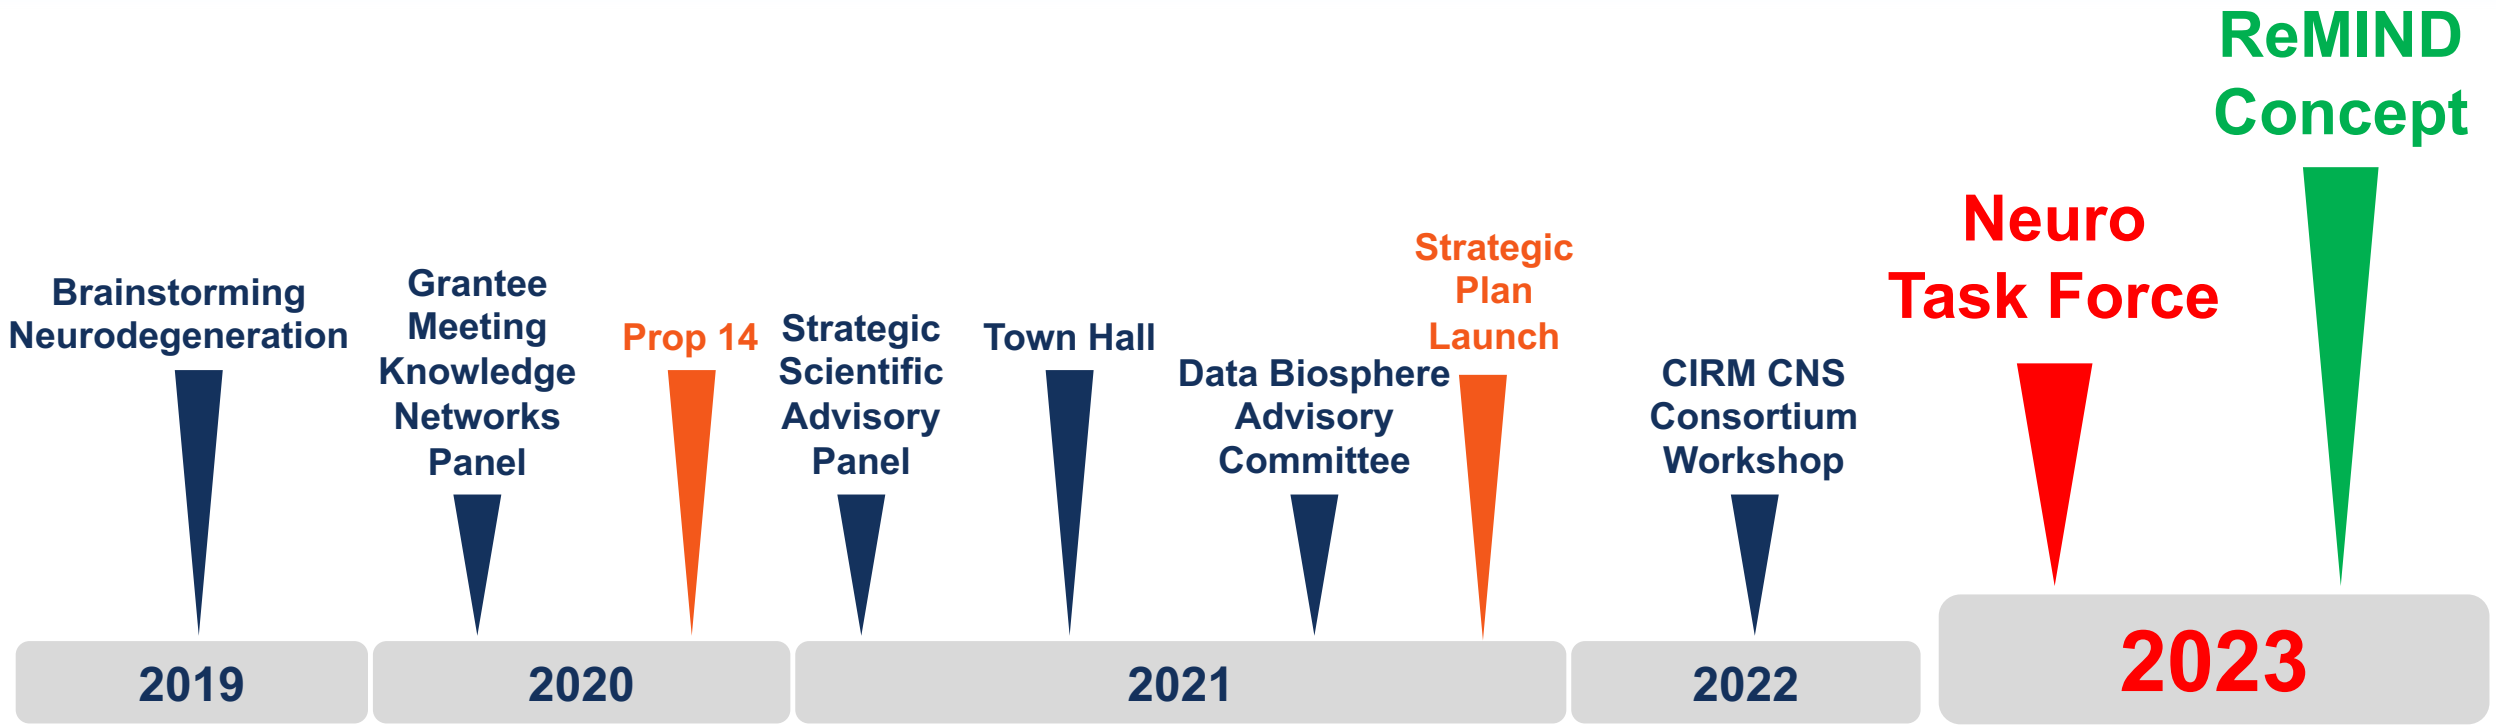 Brainstorming
Neurodegeneration
Grantee
Meeting
Knowledge
Networks
Panel
Prop 14
Strategic
Scientific
Advisory
Panel
Town Hall
Data Biosphere
Advisory
Committee
Strategic
Plan
Launch
CIRM CNS
Consortium
Workshop
Neuro
Task Force
ReMIND
Concept
2019
2020
2021
2022
2023